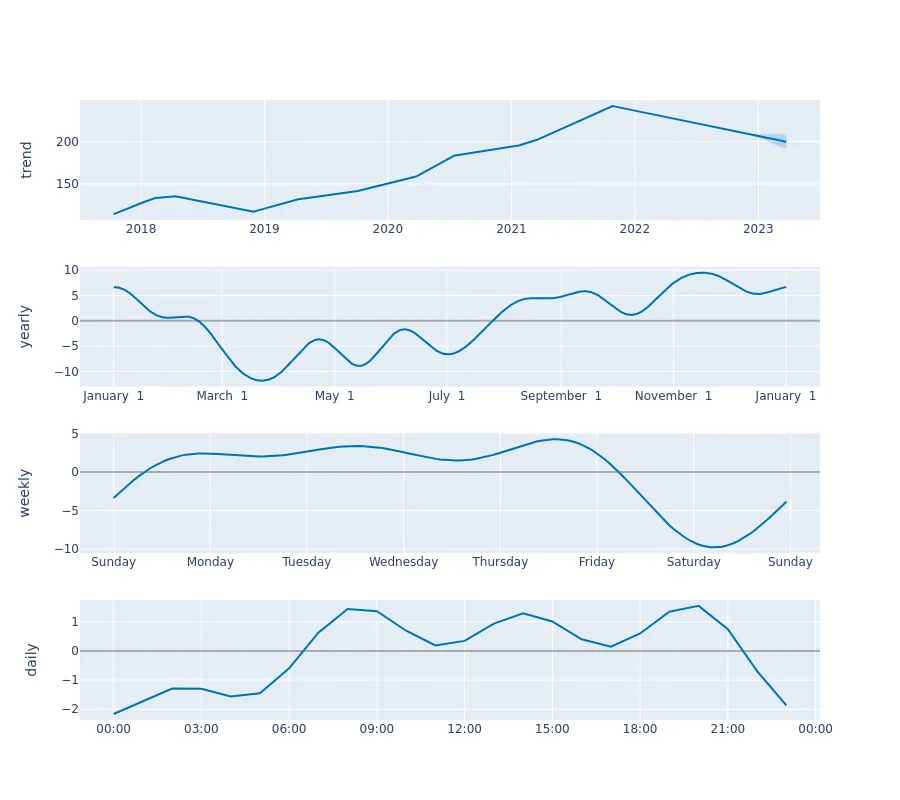 trend
200
150
2018 2019 2020 2021 2022 2023
yearly
10
5
0
−5
−10
January 1 March 1 May 1 July 1 September 1 November 1 January 1
weekly
5
0
−5
−10
Sunday Monday Tuesday Wednesday Thursday Friday Saturday Sunday
daily
1
0
−1
−2
00:00 03:00 06:00 09:00 12:00 15:00 18:00 21:00 00:00